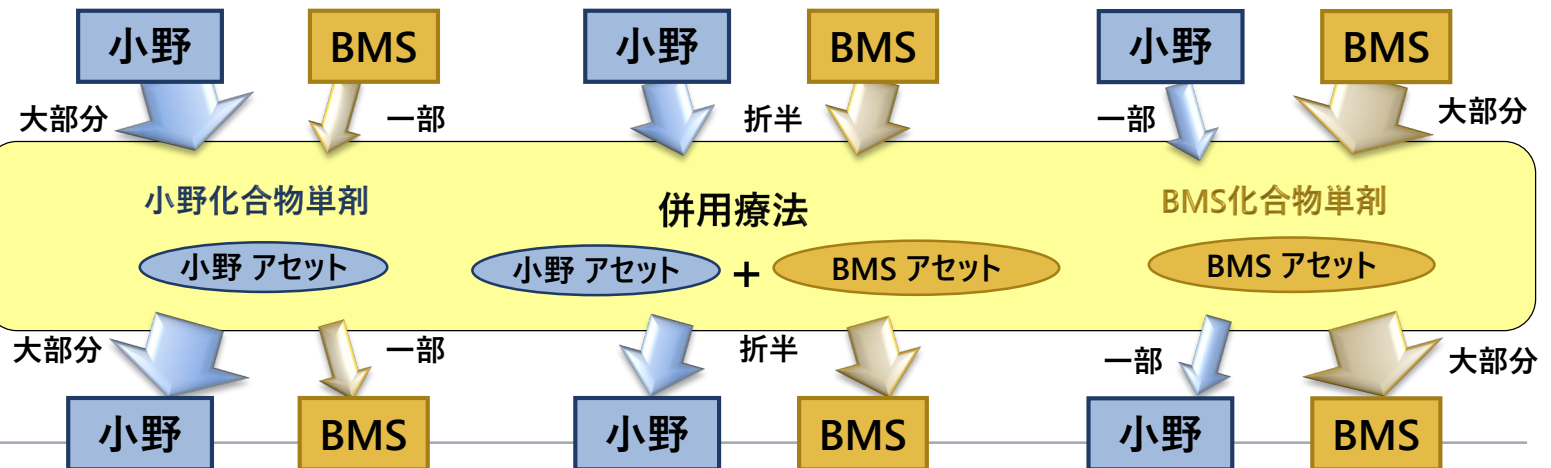 小野 BMS 小野 BMS 小野 BMS
大部分 一部 折半 一部 大部分
小野化合物単剤 併用療法 BMS化合物単剤
小野 アセット 小野 アセット + BMS アセット BMS アセット
大部分 一部 折半 一部 大部分
小野 BMS 小野 BMS 小野 BMS